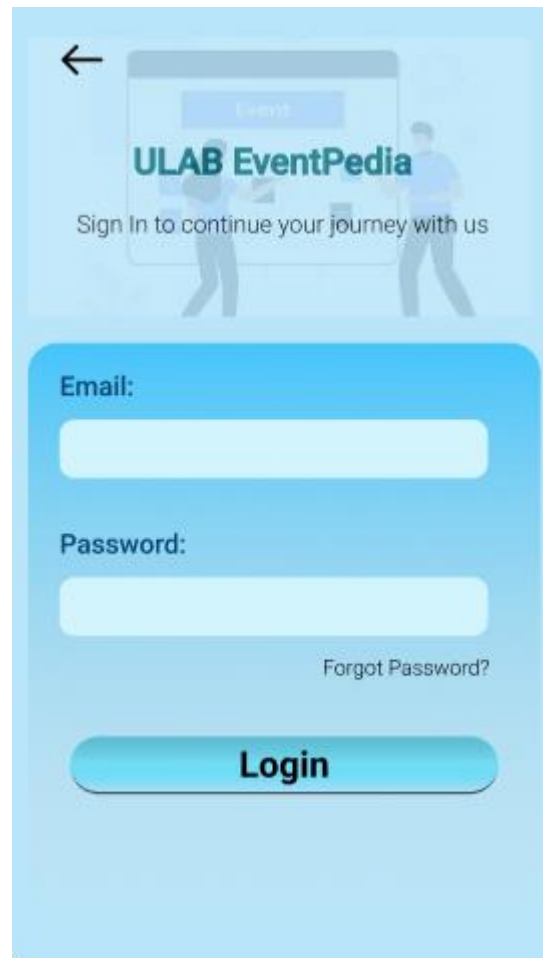 Event
ULAB EventPedia
Sign In to continue your journey with us
Email:
Password:
Forgot Password?
Login